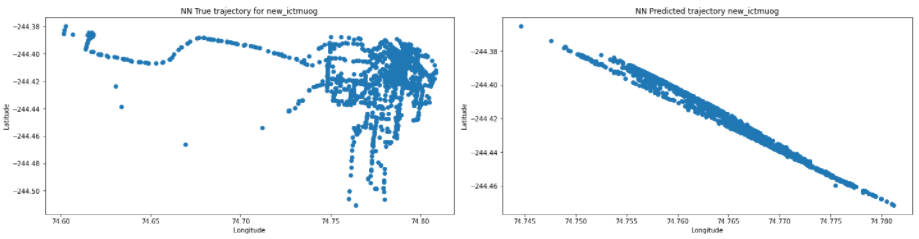 NN True trajectory for new_ictmuog
−244.38
−244.40
−244.42
−244.44
−244.46
−244.48
−244.50
Latitude
74.60 74.65 74.70 74.75 74.80
Longitude
NN Predicted trajectory new_ictmuog
−244.38
−244.40
−244.42
−244.44
−244.46
Latitude
74.745 74.750 74.755 74.760 74.765 74.770 74.775 74.780
Longitude